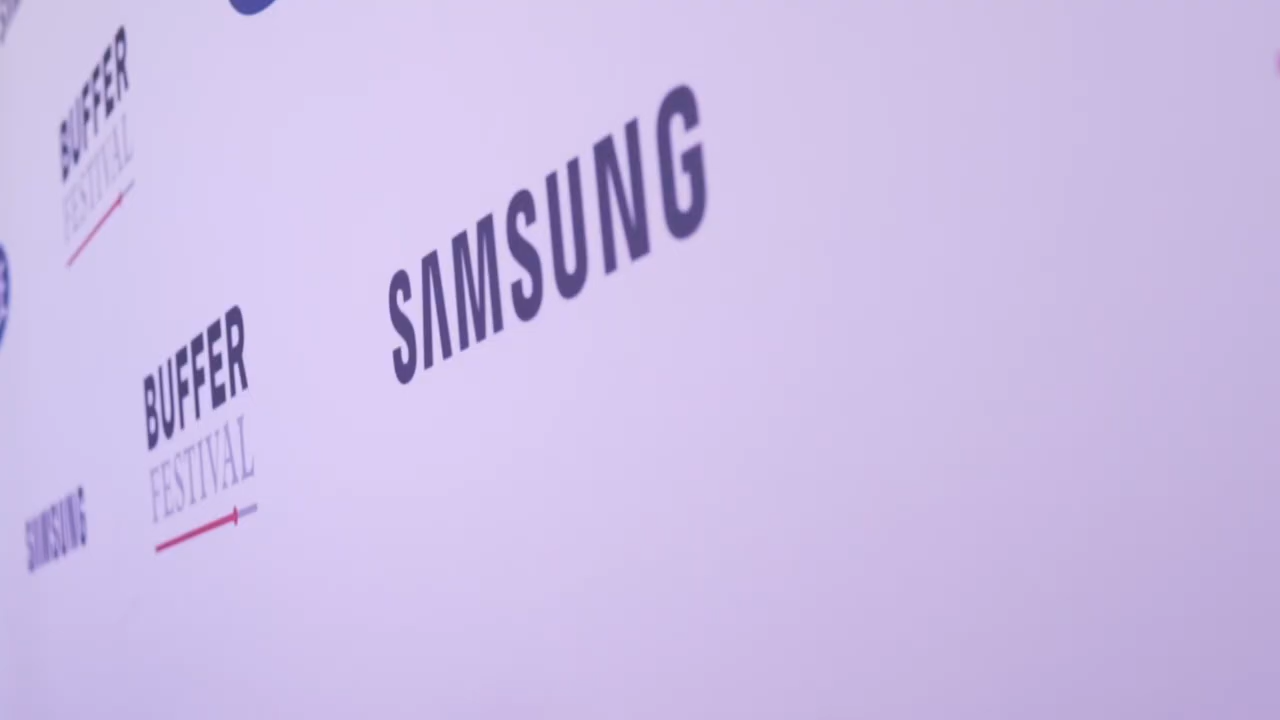 BUFFER
FESTIVAL
SAMSUNG
BUFFER
FESTIVAL
SAMSUNG